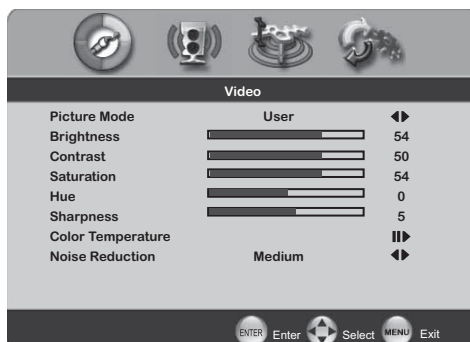 Video
Picture Mode User
Brightness 54
Contrast 50
Saturation 54
Hue 0
Sharpness 5
Color Temperature
Noise Reduction Medium
ENTER Enter Select MENU Exit